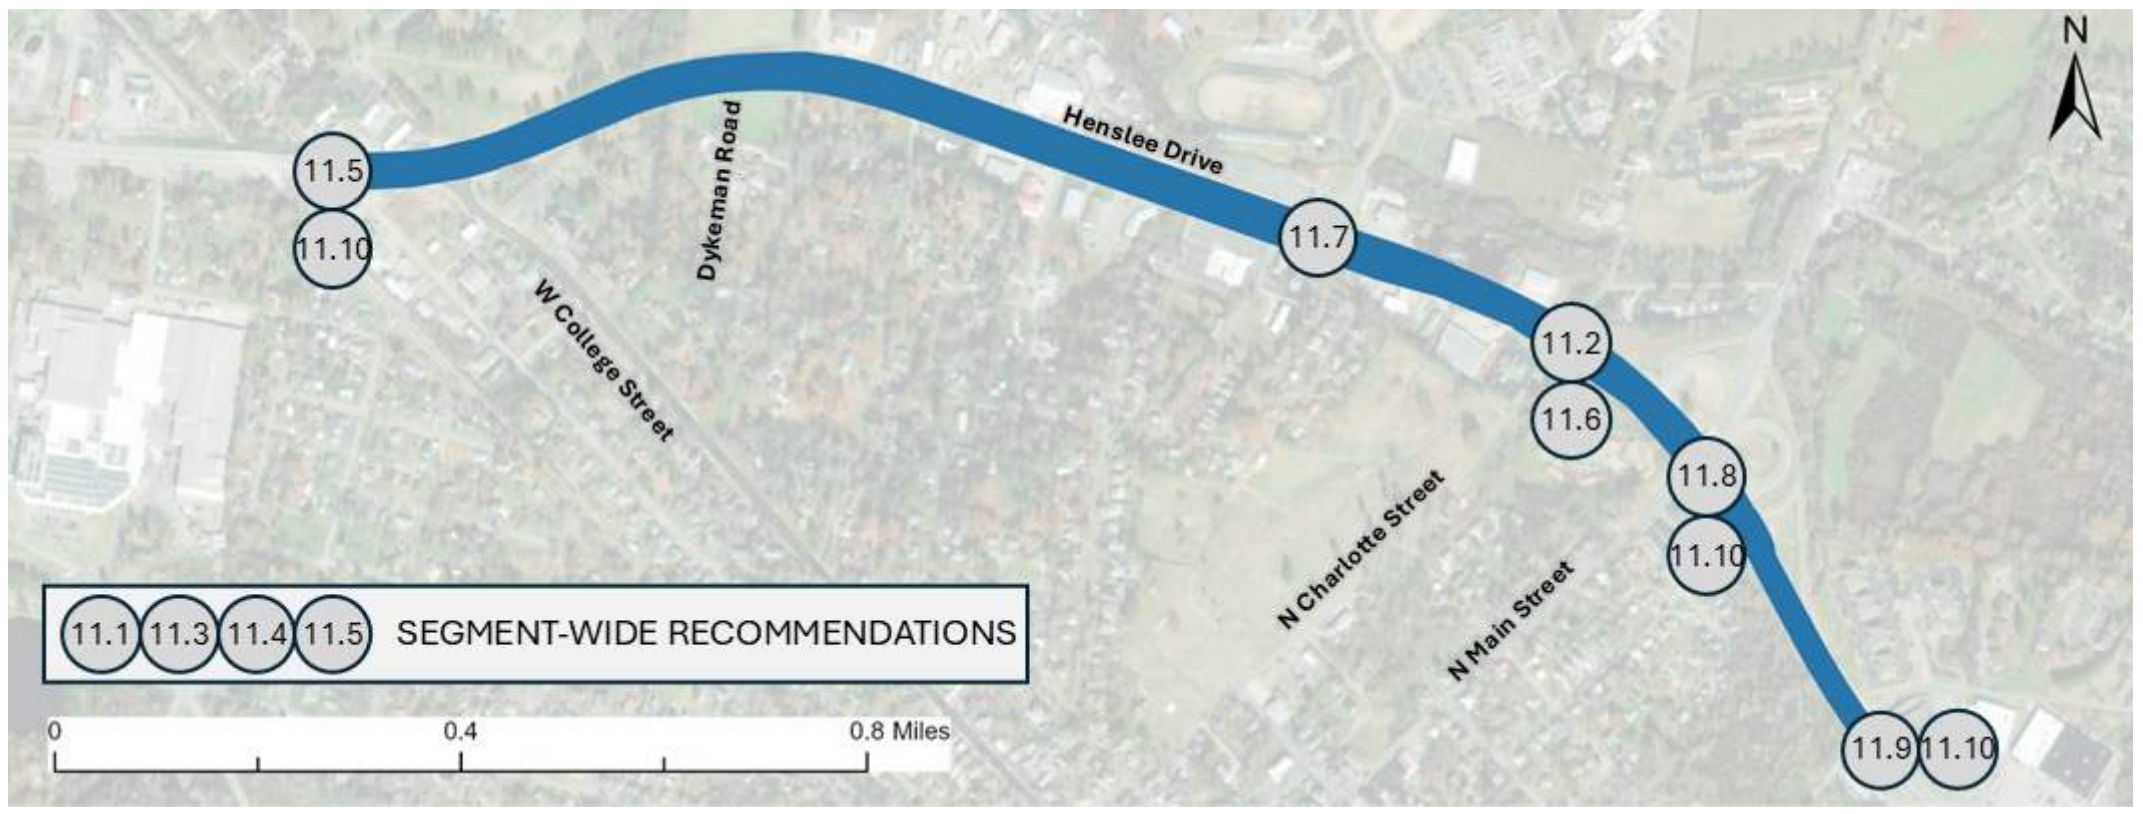 N
Henslee Drive
11.5
Dykeman Road
11.7
11.10
W College Street
11.2
11.6
11.8
N Charlotte Street
11.10
N Main Street
11.1 11.3 11.4 11.5 SEGMENT-WIDE RECOMMENDATIONS
0 0.4 0.8 Miles
11.9 11.10